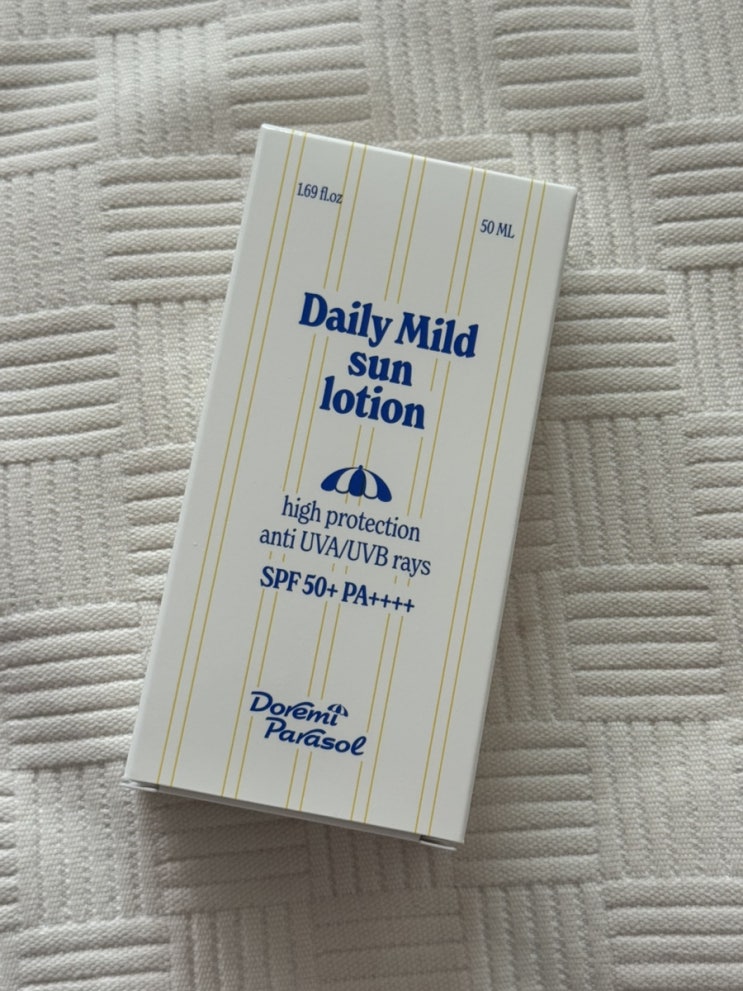 1.69 fl.oz
50 ML
Daily Mild
sun
lotion
high protection
anti UVA/UVB rays
SPF 50+ PA++++
Doremi
Parasol